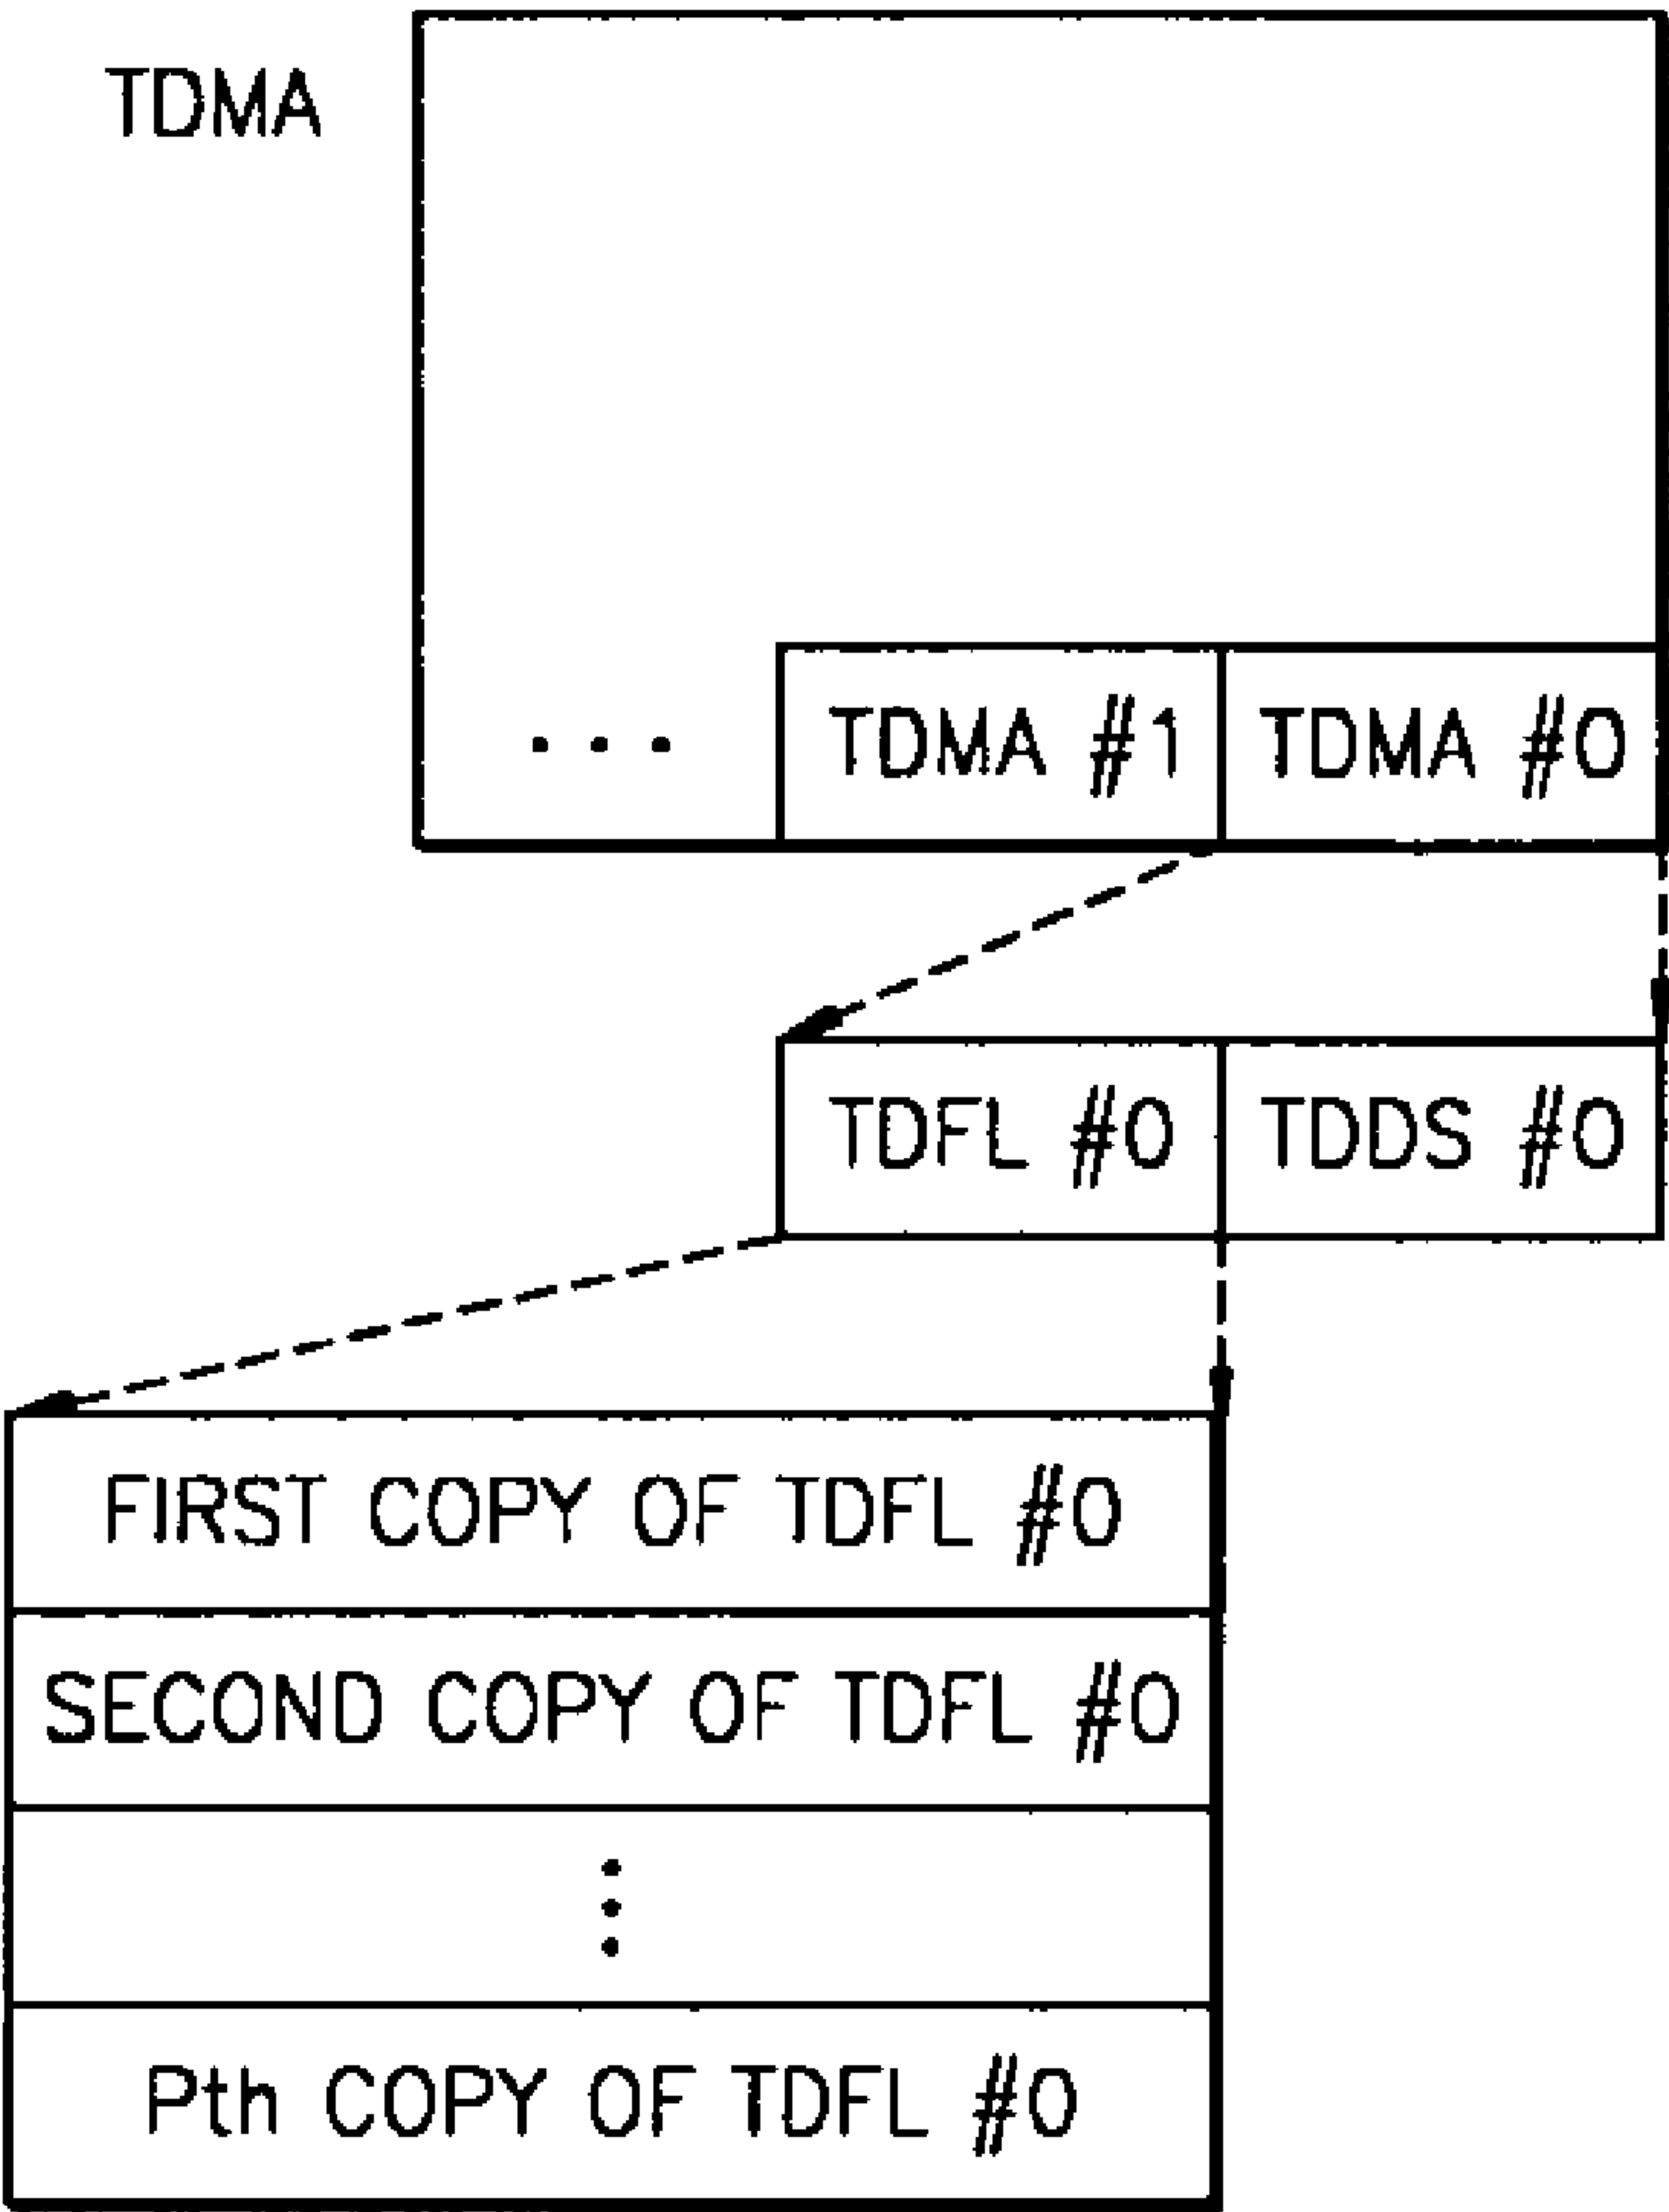 TDMA
... TDMA #1 TDMA #0
TDFL #0 TDDS #0
FIRST COPY OF TDFL #0
SECOND COPY OF TDFL #0
Pth COPY OF TDFL #0